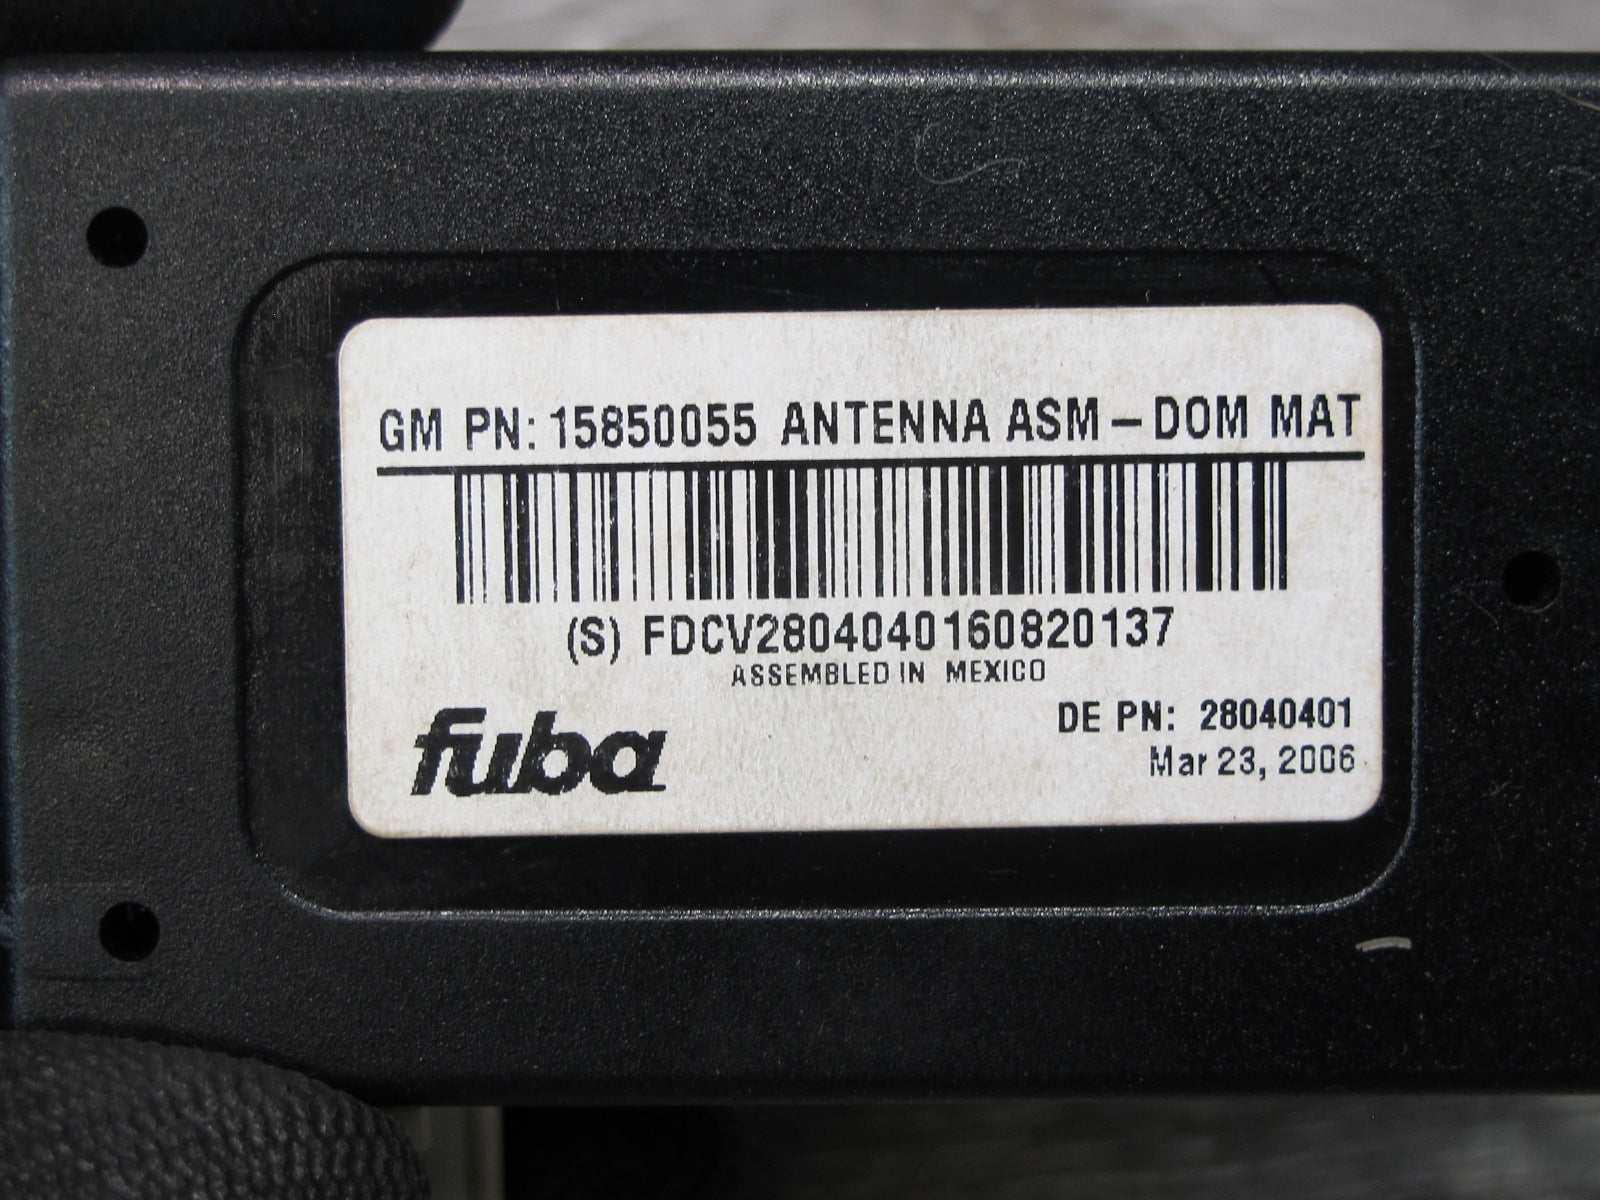 GM PN: 15850055 ANTENNA ASM – DOM MAT
(S) FDCV2804040160820137
ASSEMBLED IN MEXICO
fuba
DE PN: 28040401
Mar 23, 2006